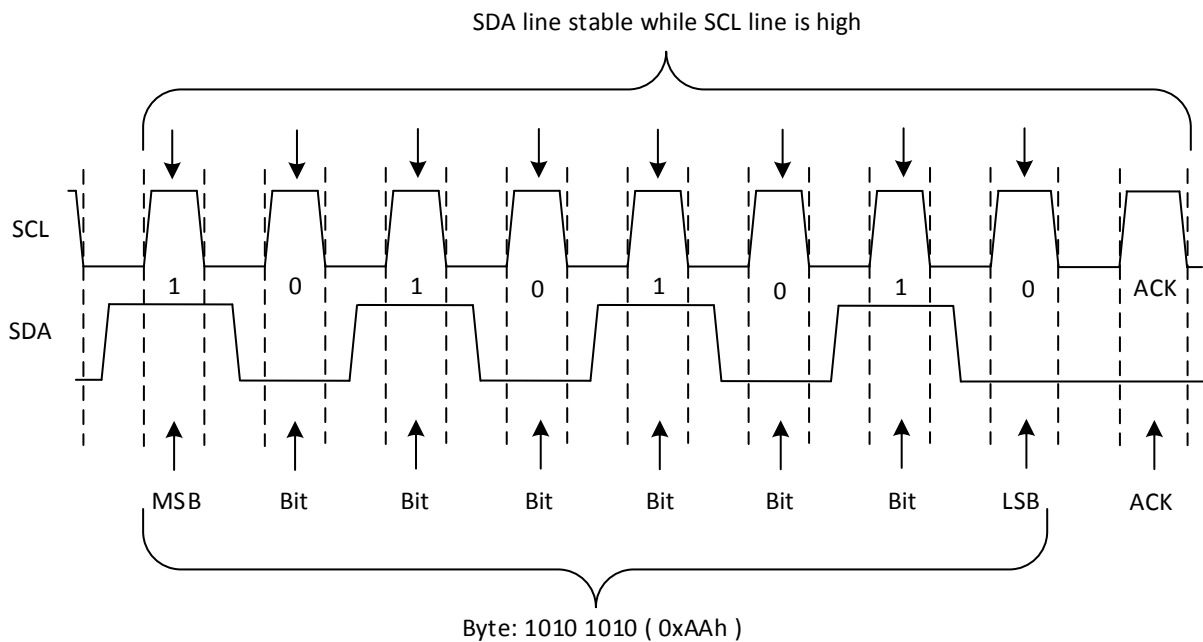 SDA line stable while SCL line is high
SCL
1 0 1 0 1 0 1 0 ACK
SDA
MSB Bit Bit Bit Bit Bit Bit LSB ACK
Byte: 1010 1010 ( 0xAAh )